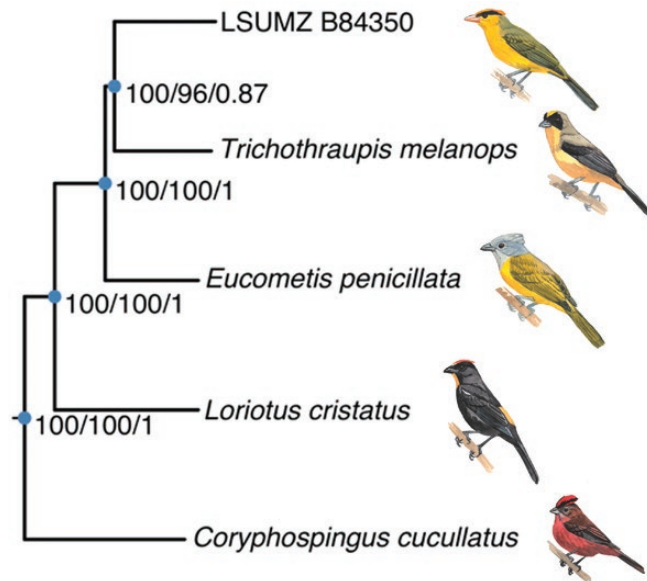 LSUMZ B84350
100/96/0.87
Trichothraupis melanops
100/100/1
Eucometis penicillata
100/100/1
Loriotus cristatus
100/100/1
Coryphospingus cucullatus